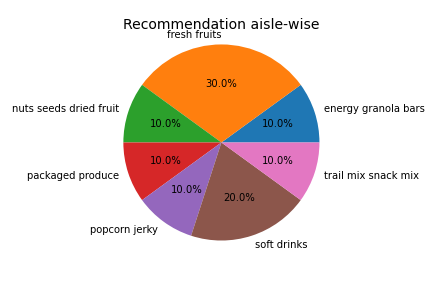 Recommendation aisle-wise
fresh fruits
30.0%
nuts seeds dried fruit
energy granola bars
10.0%
10.0%
10.0%
10.0%
packaged produce
trail mix snack mix
10.0%
20.0%
popcorn jerky
soft drinks